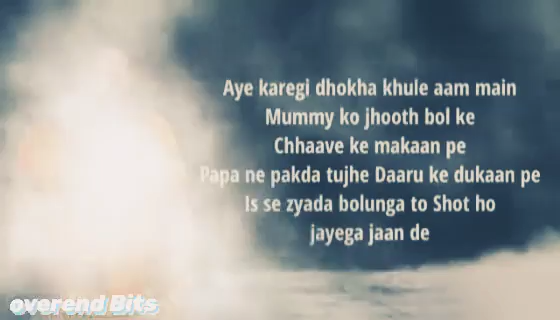 Aye karegi dhokha khule aam main
Mummy ko jhooth bol ke
Chhaave ke makaan pe
Papa ne pakda tujhe Daaru ke dukaan pe
Is se zyada bolunga to Shot ho
jayega jaan de
overend Bits